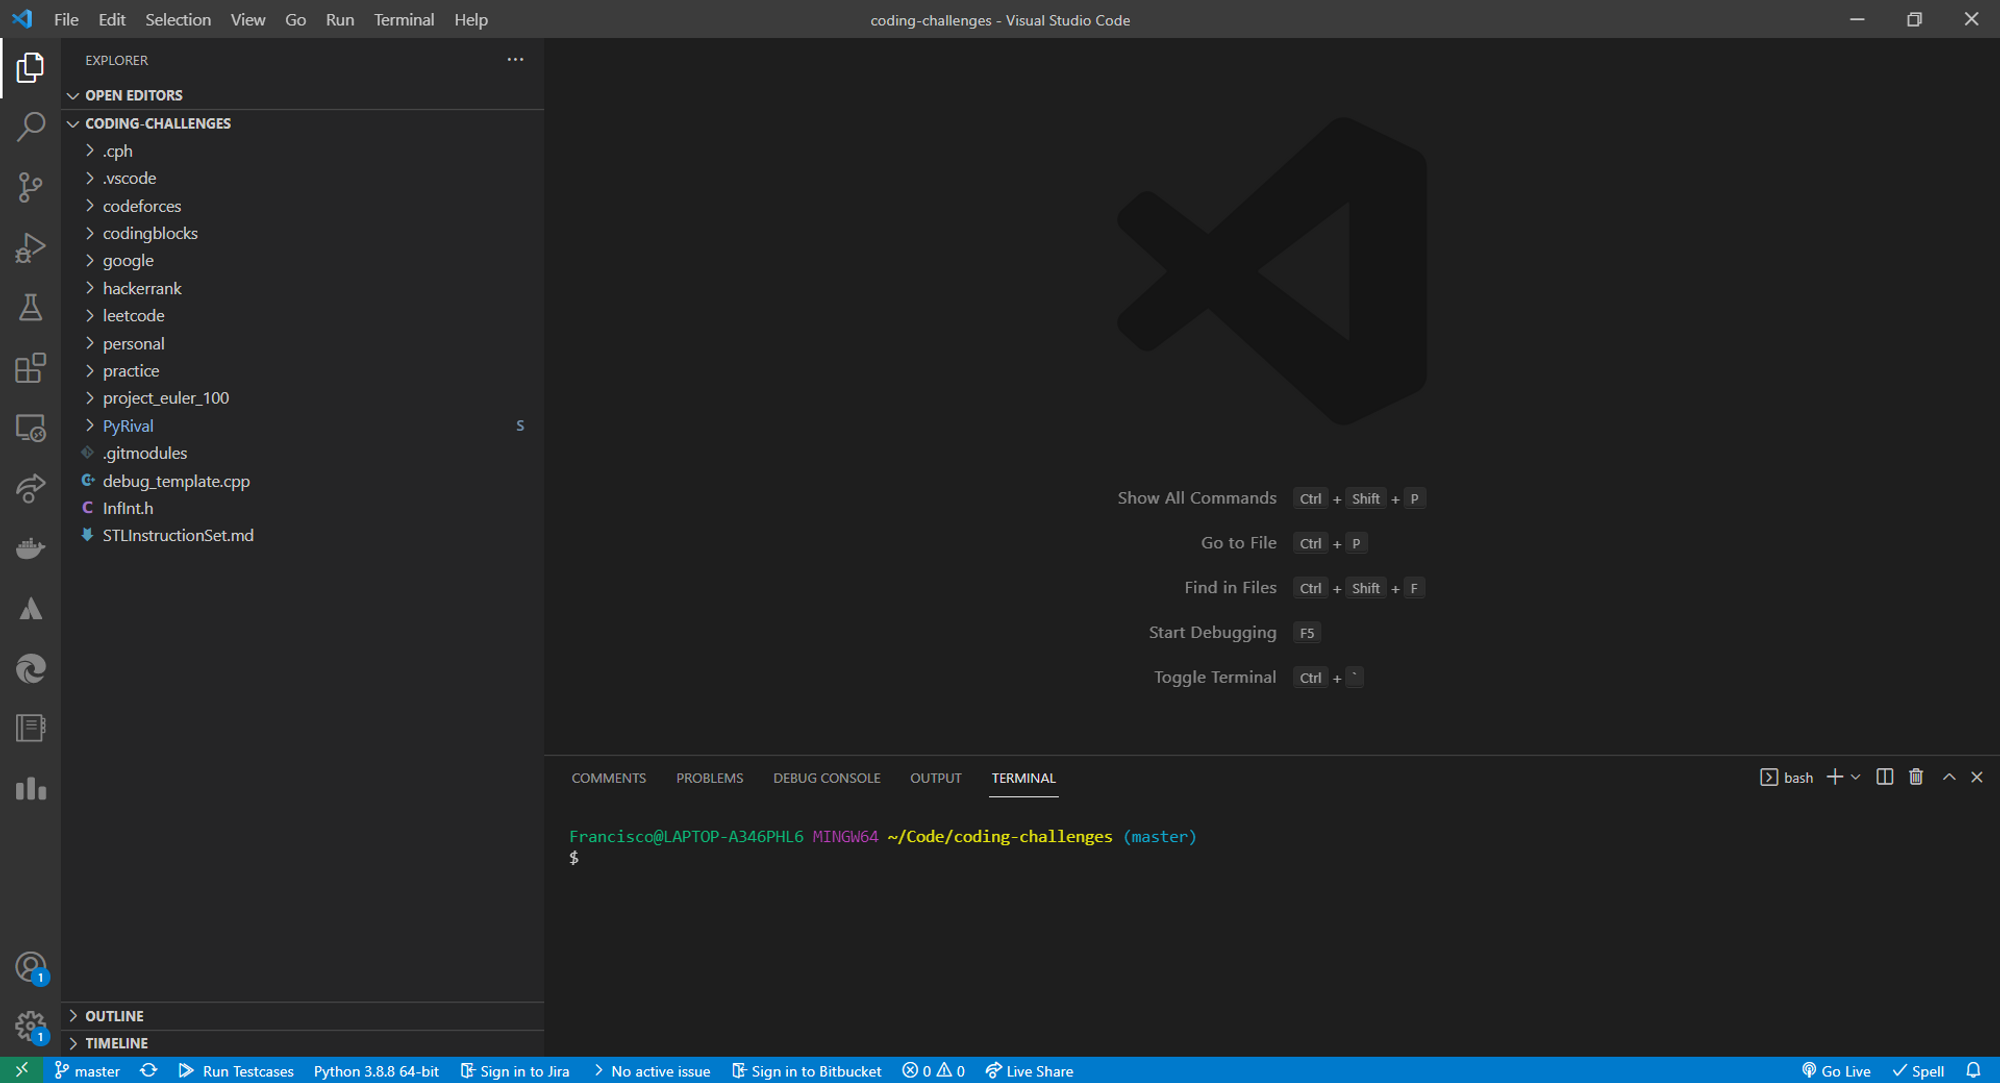 File Edit Selection View Go Run Terminal Help
coding-challenges - Visual Studio Code
EXPLORER
OPEN EDITORS
CODING-CHALLENGES
.cph
.vscode
codeforces
codingblocks
google
hackerrank
leetcode
personal
practice
project_euler_100
PyRival S
.gitmodules
debug_template.cpp
InfInt.h
STLInstructionSet.md
OUTLINE
TIMELINE
Show All Commands Ctrl + Shift + P
Go to File Ctrl + P
Find in Files Ctrl + Shift + F
Start Debugging F5
Toggle Terminal Ctrl + `
COMMENTS PROBLEMS DEBUG CONSOLE OUTPUT TERMINAL
bash
Francisco@LAPTOP-A346PHL6 MINGW64 ~/Code/coding-challenges (master)
$
1
1
master Run Testcases Python 3.8.8 64-bit Sign in to Jira No active issue Sign in to Bitbucket 0 0 Live Share Go Live Spell